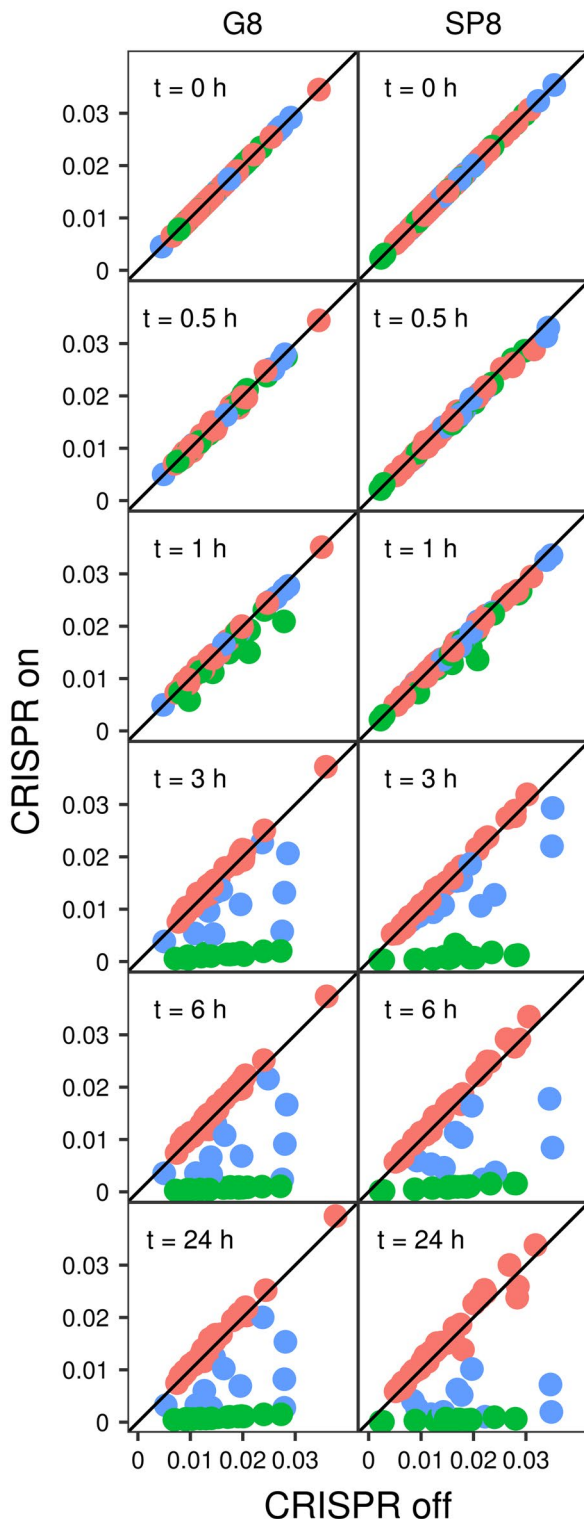 G8 SP8
t = 0 h t = 0 h
0.03
0.02
0.01
0
t = 0.5 h t = 0.5 h
0.03
0.02
0.01
0
t = 1 h t = 1 h
0.03
0.02
0.01
0
CRISPR on
t = 3 h t = 3 h
0.03
0.02
0.01
0
t = 6 h t = 6 h
0.03
0.02
0.01
0
t = 24 h t = 24 h
0.03
0.02
0.01
0
0 0.01 0.02 0.03 0 0.01 0.02 0.03
CRISPR off